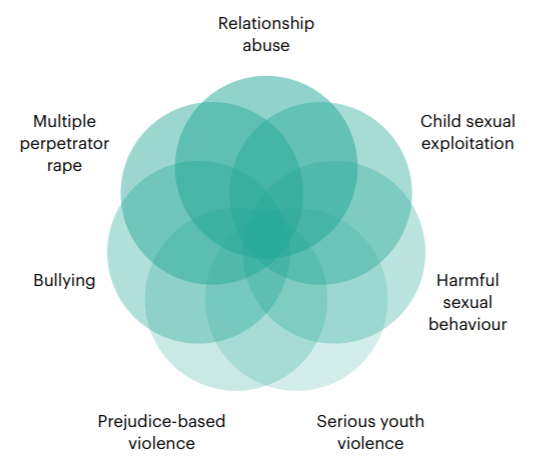 Relationship
abuse
Multiple
perpetrator
rape
Child sexual
exploitation
Bullying
Harmful
sexual
behaviour
Prejudice-based
violence
Serious youth
violence